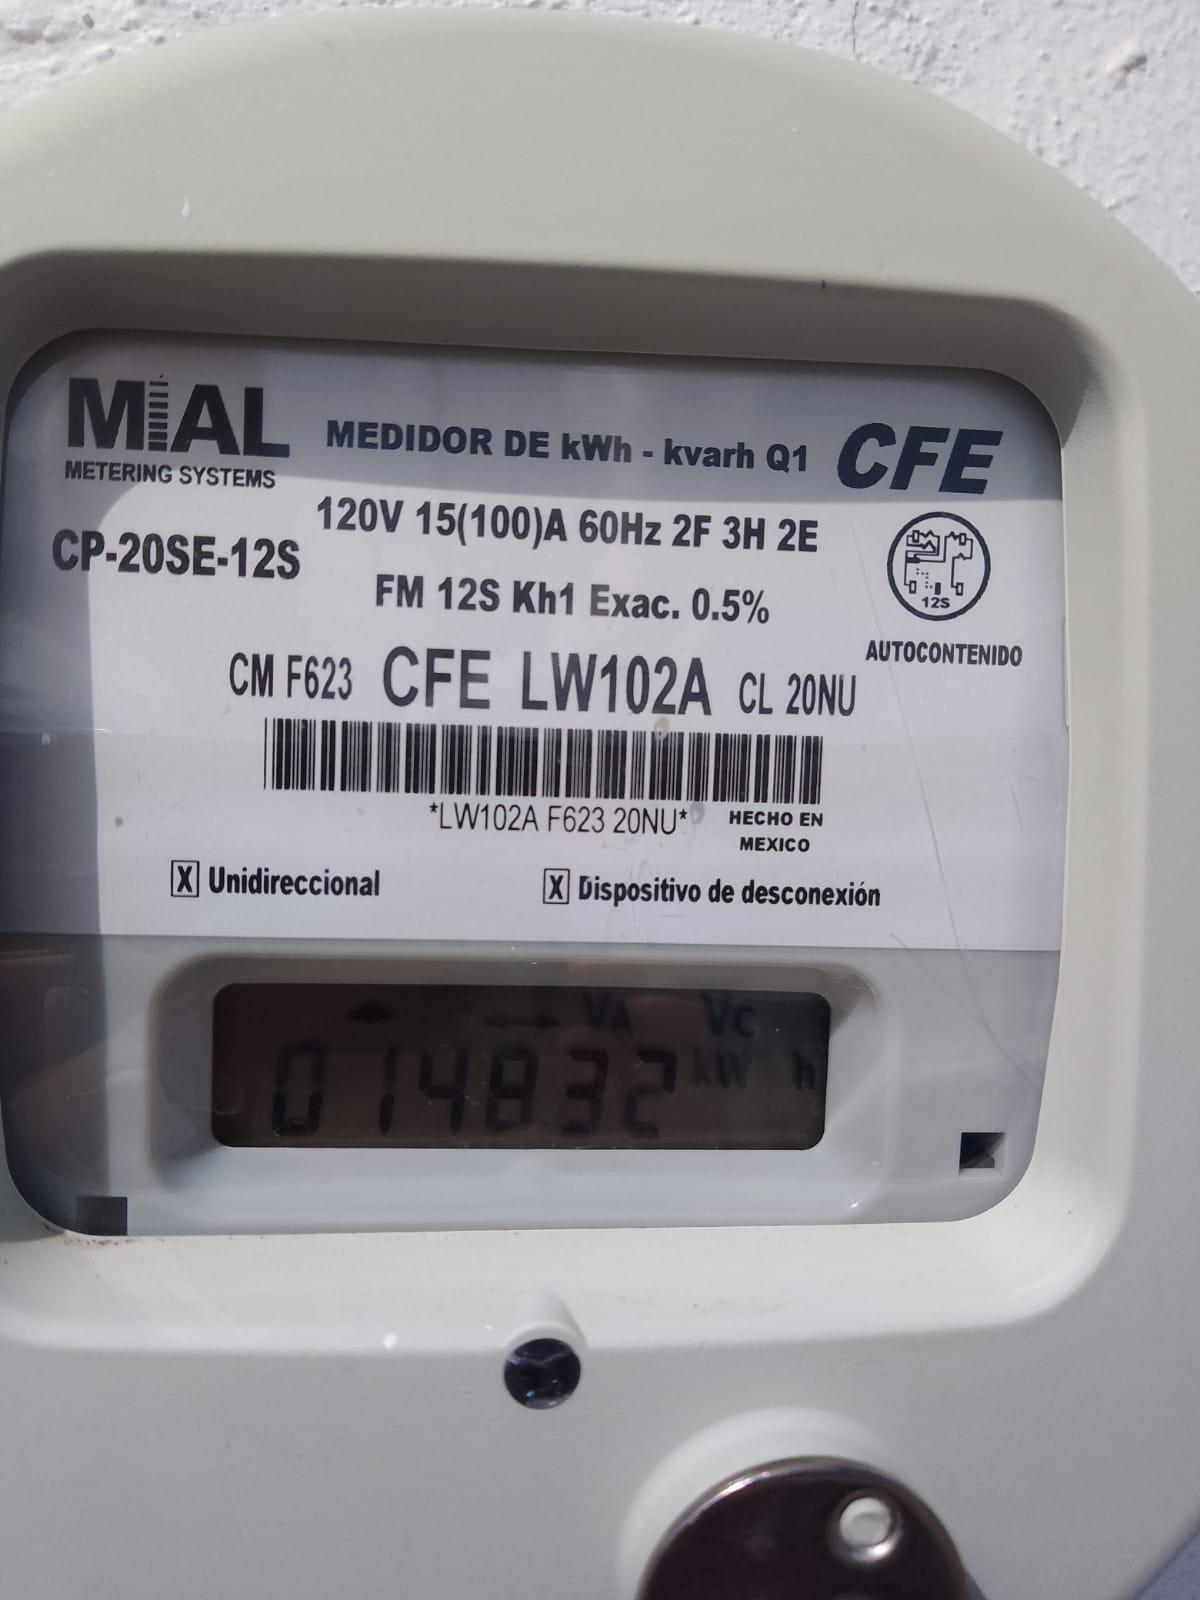 MIAL
METERING SYSTEMS
MEDIDOR DE kWh - kvarh Q1
CFE
120V 15(100)A 60Hz 2F 3H 2E
CP-20SE-12S
FM 12S Kh1 Exac. 0.5%
12S
AUTOCONTENIDO
CM F623 CFE LW102A CL 20NU
*LW102A F623 20NU*
HECHO EN
MEXICO
X Unidireccional
X Dispositivo de desconexión
VA VC
014832 kW h